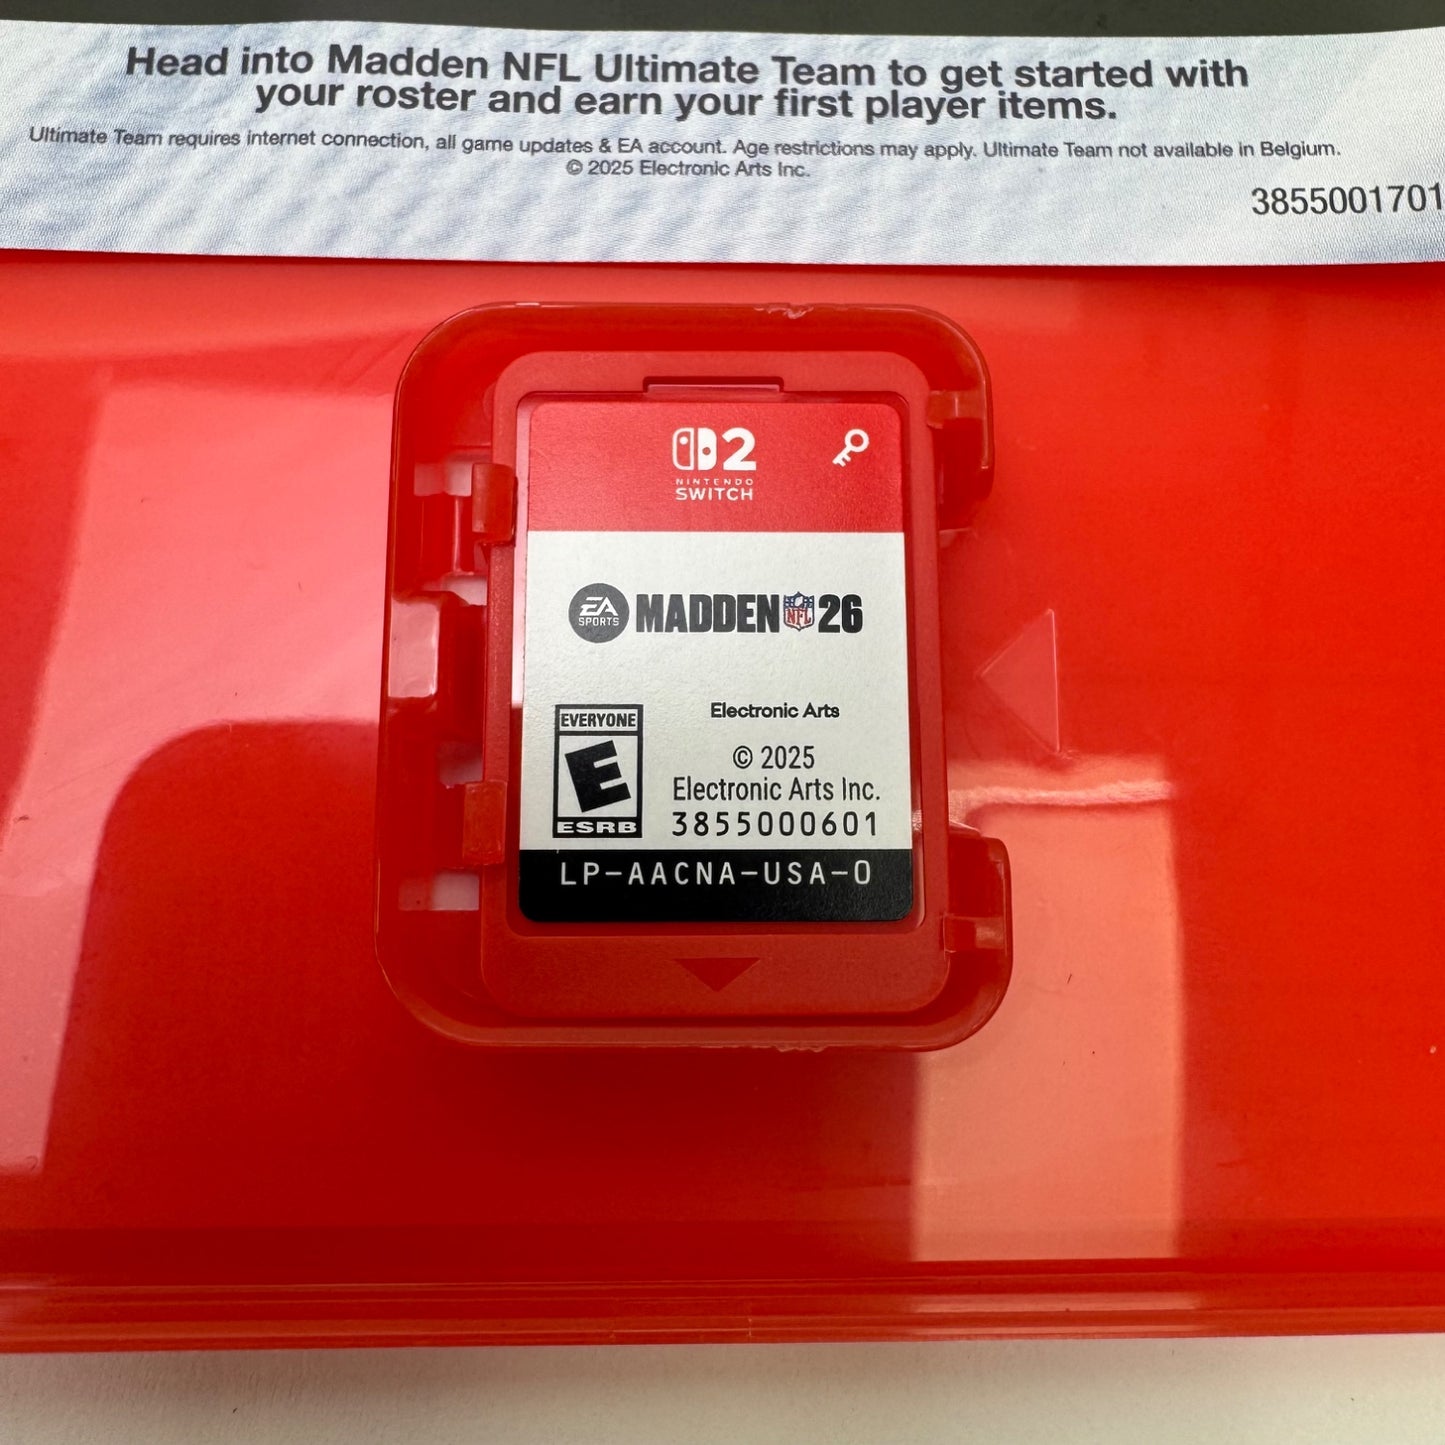 Head into Madden NFL Ultimate Team to get started with
your roster and earn your first player items.
Ultimate Team requires internet connection, all game updates & EA account. Age restrictions may apply. Ultimate Team not available in Belgium.
© 2025 Electronic Arts Inc.
3855001701
2
NINTENDO
SWITCH
EA
SPORTS
MADDEN NFL 26
Electronic Arts
EVERYONE
E
ESRB
© 2025
Electronic Arts Inc.
3855000601
LP-AACNA-USA-0